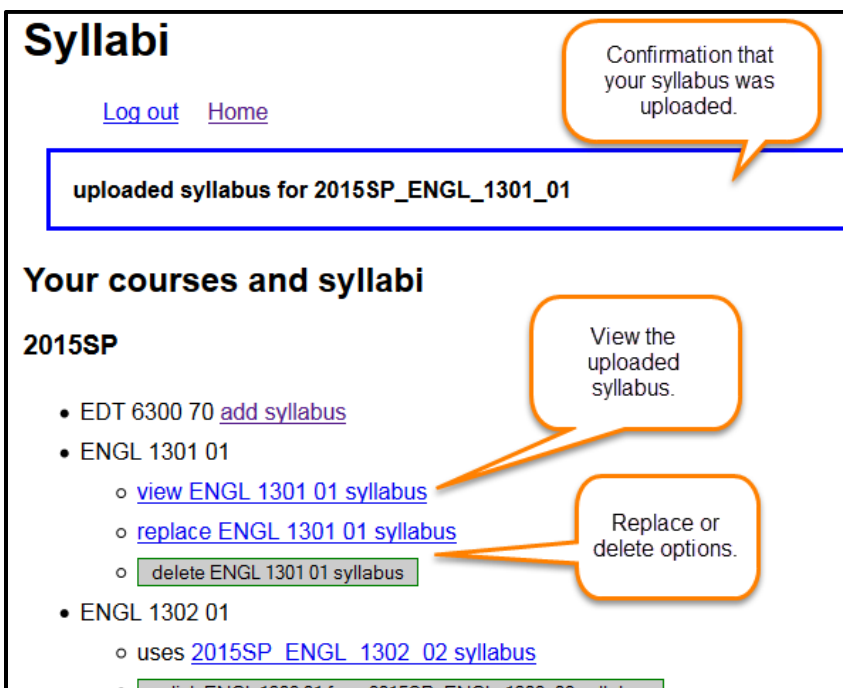 Syllabi
Confirmation that
your syllabus was
uploaded.
Log out Home
uploaded syllabus for 2015SP_ENGL_1301_01
Your courses and syllabi
2015SP
View the
uploaded
syllabus.
• EDT 6300 70 add syllabus
• ENGL 1301 01
○ view ENGL 1301 01 syllabus
○ replace ENGL 1301 01 syllabus
Replace or
delete options.
○ delete ENGL 1301 01 syllabus
• ENGL 1302 01
○ uses 2015SP_ENGL_1302_02 syllabus